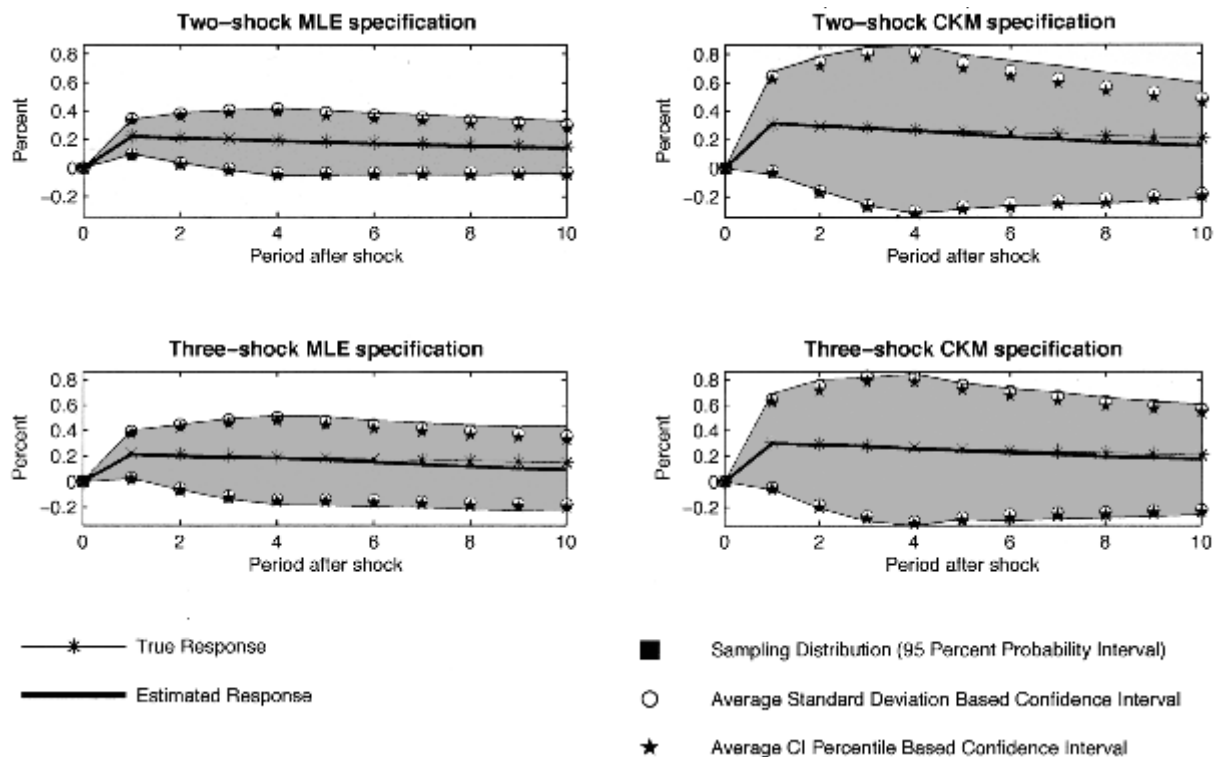 Two-shock MLE specification
Percent
0.8
0.6
0.4
0.2
0
-0.2
0 2 4 6 8 10
Period after shock
Two-shock CKM specification
Percent
0.8
0.6
0.4
0.2
0
-0.2
0 2 4 6 8 10
Period after shock
Three-shock MLE specification
Percent
0.8
0.6
0.4
0.2
0
-0.2
0 2 4 6 8 10
Period after shock
Three-shock CKM specification
Percent
0.8
0.6
0.4
0.2
0
-0.2
0 2 4 6 8 10
Period after shock
True Response
Estimated Response
Sampling Distribution (95 Percent Probability Interval)
Average Standard Deviation Based Confidence Interval
Average CI Percentile Based Confidence Interval